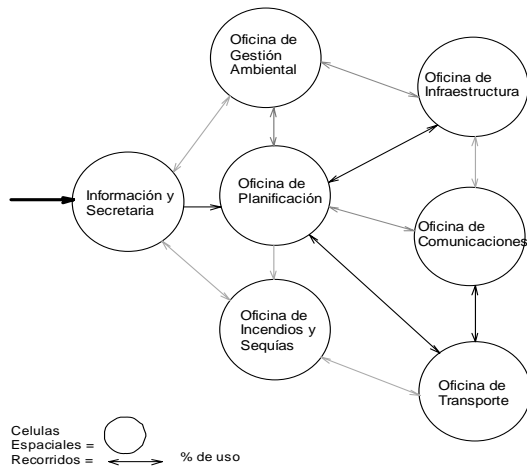 Oficina de
Gestión
Ambiental
Oficina de
Infraestructura
Información y
Secretaria
Oficina de
Planificación
Oficina de
Comunicaciones
Oficina de
Incendios y
Sequías
Oficina de
Transporte
Celulas
Espaciales =
Recorridos =
% de uso